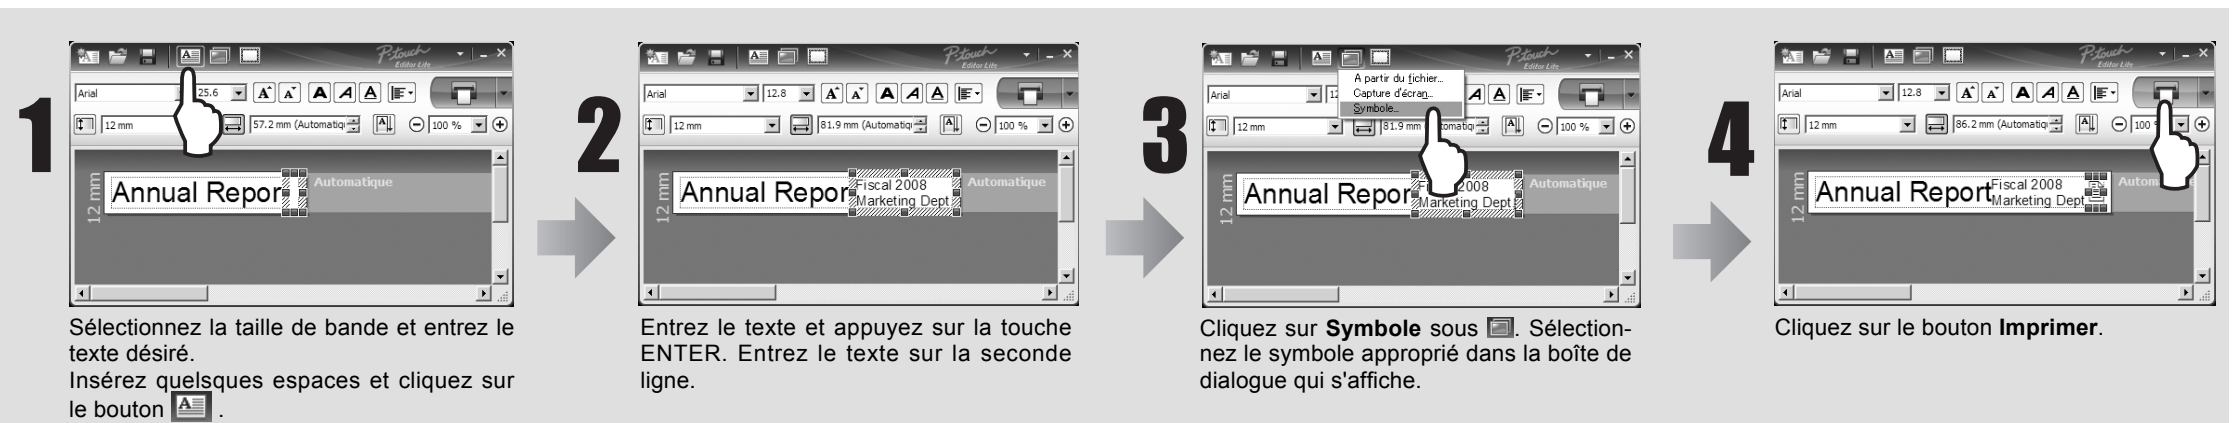 1
P-touch
Editor Lite
Arial
25.6
12 mm
57.2 mm (Automatiq
100 %
12 mm
Annual Repor
Automatique
Sélectionnez la taille de bande et entrez le
texte désiré.
Insérez quelsques espaces et cliquez sur
le bouton .
2
P-touch
Editor Lite
Arial
12.8
12 mm
81.9 mm (Automatiq
100 %
12 mm
Annual Repor
Fiscal 2008
Marketing Dept
Automatique
Entrez le texte et appuyez sur la touche
ENTER. Entrez le texte sur la seconde
ligne.
3
P-touch
Editor Lite
A partir du fichier...
Capture d'écran...
Symbole...
Arial
12 mm
81.9 mm
100 %
12 mm
Annual Repor
2008
Marketing Dept
Automatique
Cliquez sur Symbole sous . Sélection-
nez le symbole approprié dans la boîte de
dialogue qui s'affiche.
4
P-touch
Editor Lite
Arial
12.8
12 mm
86.2 mm (Automatiq
100
12 mm
Annual Report
Fiscal 2008
Marketing Dept
Autom
Cliquez sur le bouton Imprimer.